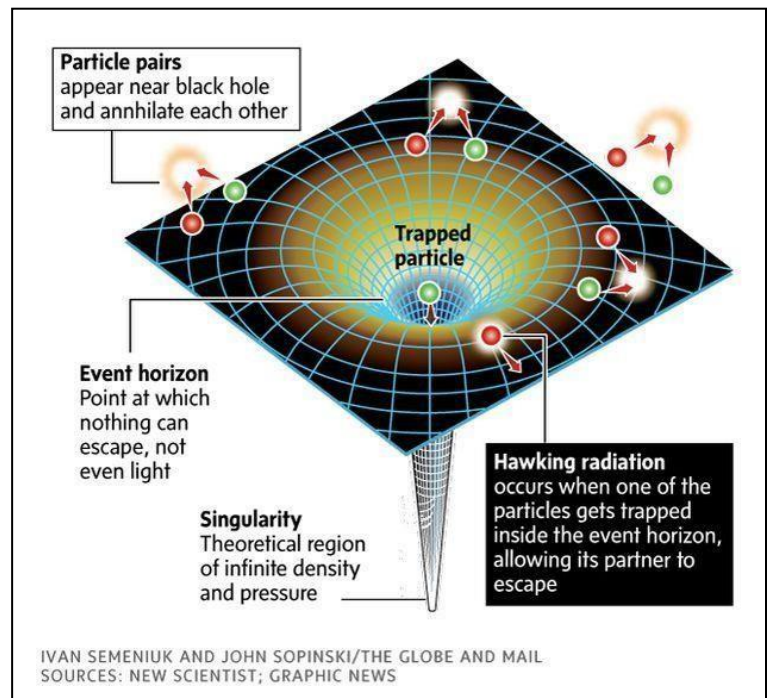 Particle pairs
appear near black hole
and annhilate each other
Trapped
particle
Event horizon
Point at which
nothing can
escape, not
even light
Singularity
Theoretical region
of infinite density
and pressure
Hawking radiation
occurs when one of the
particles gets trapped
inside the event horizon,
allowing its partner to
escape
IVAN SEMENIUK AND JOHN SOPINSKI/THE GLOBE AND MAIL
SOURCES: NEW SCIENTIST; GRAPHIC NEWS